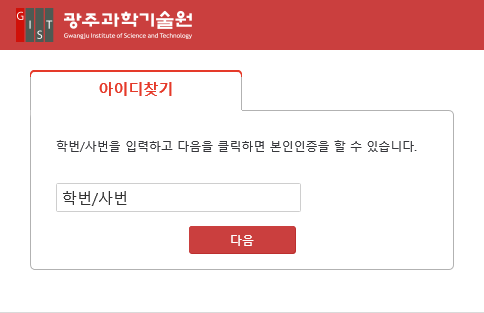 GIST 광주과학기술원
Gwangju Institute of Science and Technology
아이디찾기
학번/사번을 입력하고 다음을 클릭하면 본인인증을 할 수 있습니다.
학번/사번
다음